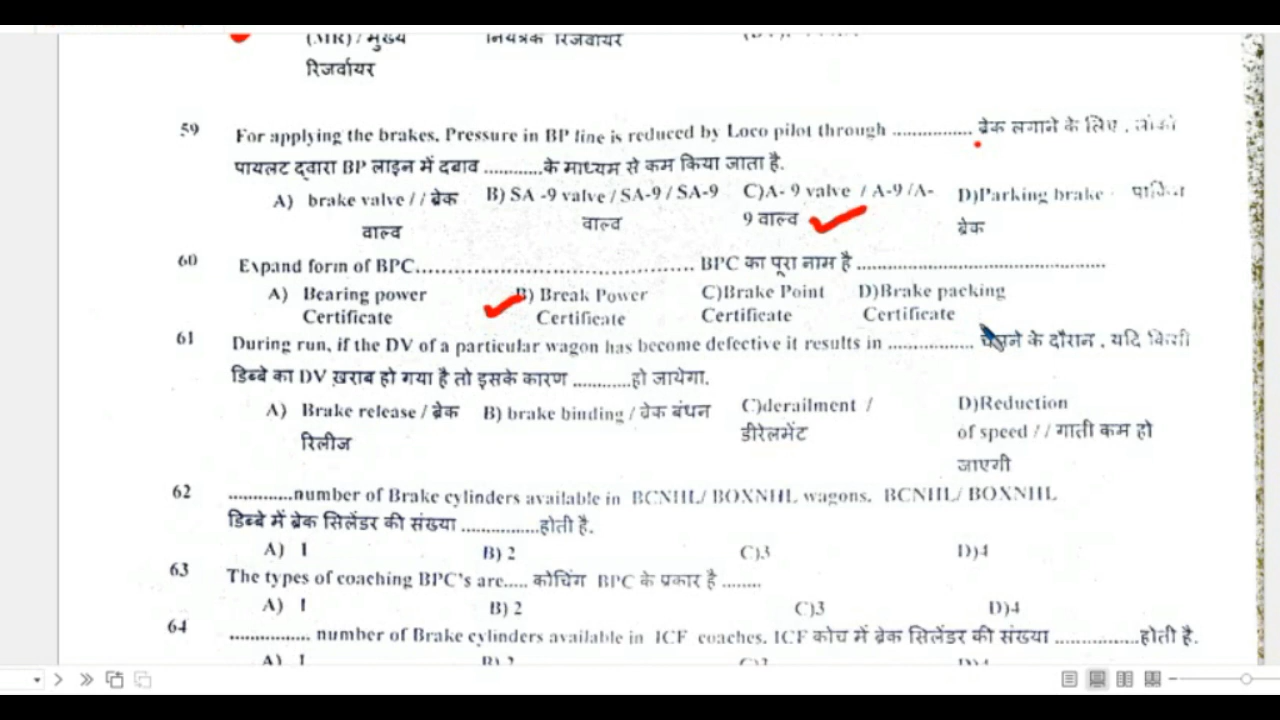 (MR) / मुख्य नियंत्रक रिजर्वायर
रिजर्वायर
59 For applying the brakes, Pressure in BP line is reduced by Loco pilot through .............. ब्रेक लगाने के लिए , लोको
पायलट द्वारा BP लाइन में दबाव ............के माध्यम से कम किया जाता है.
A) brake valve / / ब्रेक B) SA -9 valve / SA-9 / SA-9 C)A- 9 valve / A-9 /A- D)Parking brake पार्किंग
वाल्व वाल्व 9 वाल्व ब्रेक
60 Expand form of BPC................................................ BPC का पूरा नाम है ...........................................
A) Bearing power B) Break Power C)Brake Point D)Brake packing
Certificate Certificate Certificate Certificate
61 During run, if the DV of a particular wagon has become defective it results in ................ चलने के दौरान , यदि किसी
डिब्बे का DV ख़राब हो गया है तो इसके कारण ...........हो जायेगा.
A) Brake release / ब्रेक B) brake binding / ब्रेक बंधन C)derailment / D)Reduction
रिलीज डीरेलमेंट of speed / / गाती कम हो
जाएगी
62 ............number of Brake cylinders available in BCNHL/ BOXNHL wagons. BCNHL/ BOXNHL
डिब्बे में ब्रेक सिलेंडर की संख्या ...............होती है.
A) 1 B) 2 C)3 D)4
63 The types of coaching BPC's are..... कोचिंग BPC के प्रकार है ........
A) 1 B) 2 C)3 D)4
64 ................ number of Brake cylinders available in ICF coaches. ICF कोच में ब्रेक सिलेंडर की संख्या ................होती है.
A) 1 B) 2